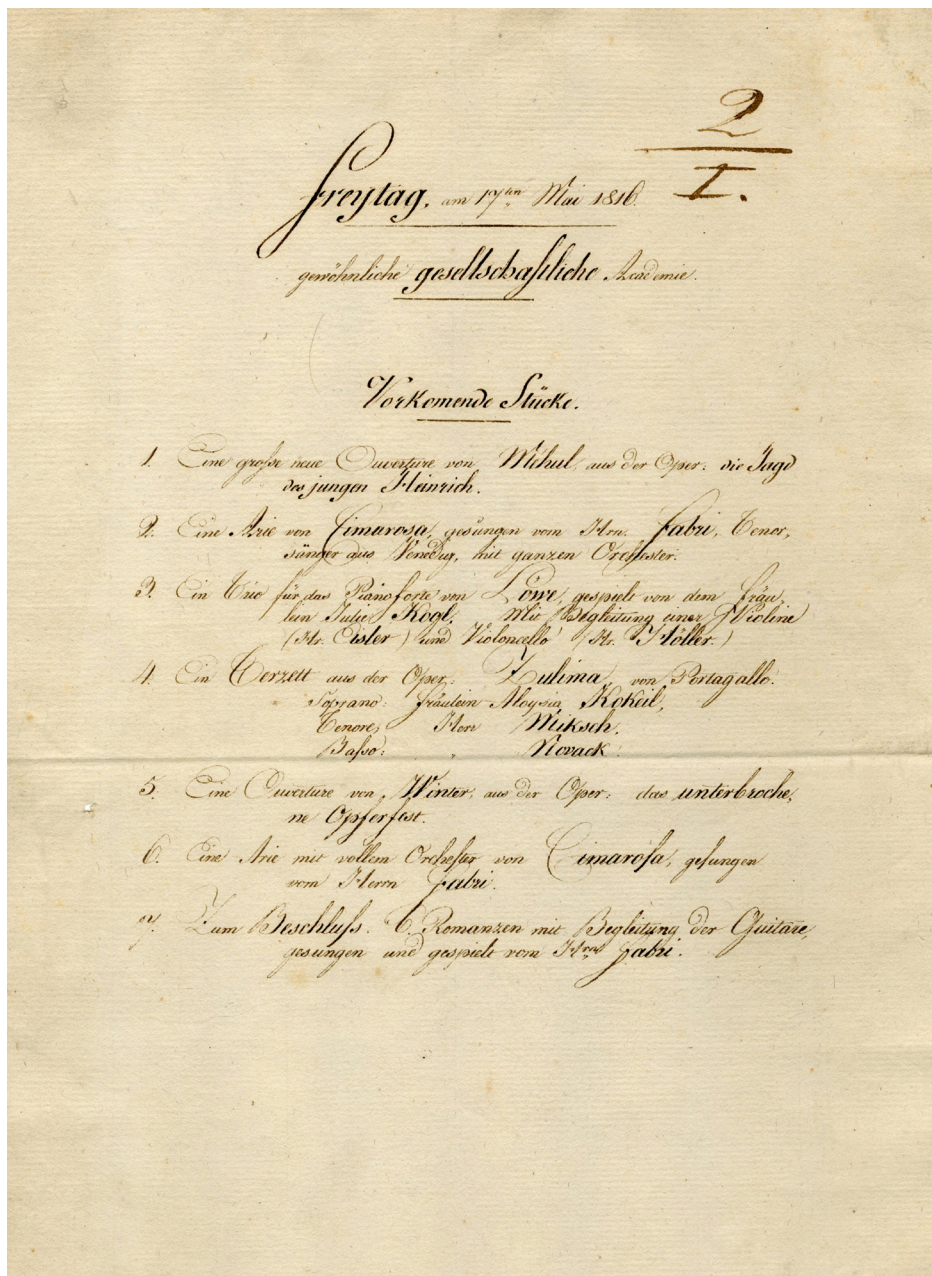 2
I.
Freytag, am 17ten Mai 1816.
gewöhnliche gesellschaftliche Academie.
Vorkomende Stücke.
1. Eine große neue Ouverture von Mehul, aus der Oper: die Jagd
des jungen Heinrich.
2. Eine Arie von Cimarosa, gesungen vom Hrn. Fabri, Tenor,
sänger aus Venedig, mit ganzen Orchester.
3. Ein Trio für das Pianoforte von Löwe, gespielt von dem Fräu,
lein Julie Kogl. Mit Begleitung einer Violine
(Hr. Eisler) und Violoncello (Hr. Höller.)
4. Ein Terzett aus der Oper: Zulima, von Portagallo.
Soprano: Fräulein Aloysia Kokeil,
Tenore: Herr Miksch.
Basso: " Novack.
5. Eine Ouverture von Winter, aus der Oper: das unterbroche,
ne Opferfest.
6. Eine Arie mit vollem Orchester von Cimarosa, gesungen
vom Herrn Fabri.
7. Zum Beschluß. 6. Romanzen mit Begleitung der Guitare,
gesungen und gespielt vom Hrn Fabri.